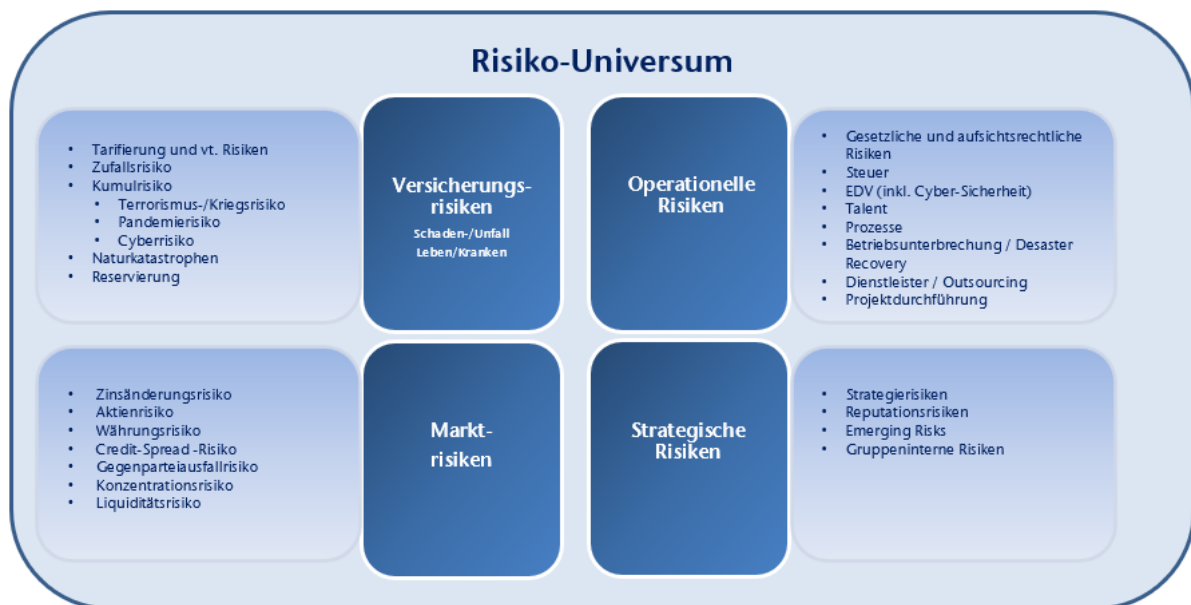 Risiko-Universum
• Tarifierung und vt. Risiken
• Zufallsrisiko
• Kumulrisiko
• Terrorismus-/Kriegsrisiko
• Pandemierisiko
• Cyberrisiko
• Naturkatastrophen
• Reservierung
Versicherungs-
risiken
Schaden-/Unfall
Leben/Kranken
Operationelle
Risiken
• Gesetzliche und aufsichtsrechtliche
Risiken
• Steuer
• EDV (inkl. Cyber-Sicherheit)
• Talent
• Prozesse
• Betriebsunterbrechung / Desaster
Recovery
• Dienstleister / Outsourcing
• Projektdurchführung
• Zinsänderungsrisiko
• Aktienrisiko
• Währungsrisiko
• Credit-Spread -Risiko
• Gegenparteiausfallrisiko
• Konzentrationsrisiko
• Liquiditätsrisiko
Markt-
risiken
Strategische
Risiken
• Strategierisiken
• Reputationsrisiken
• Emerging Risks
• Gruppeninterne Risiken